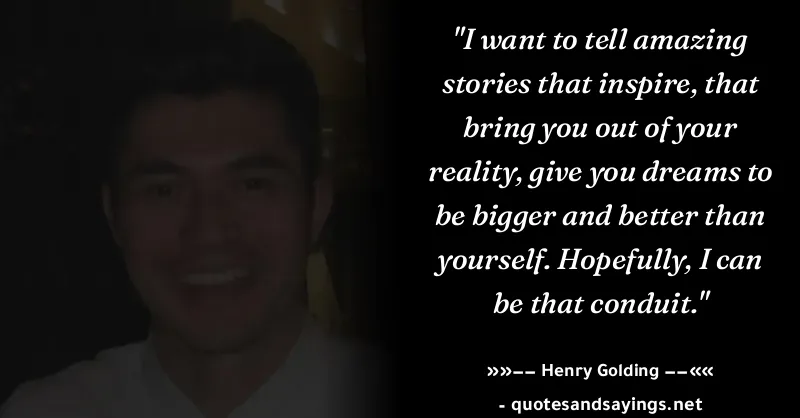 "I want to tell amazing
stories that inspire, that
bring you out of your
reality, give you dreams to
be bigger and better than
yourself. Hopefully, I can
be that conduit."
»»–– Henry Golding ––««
- quotesandsayings.net